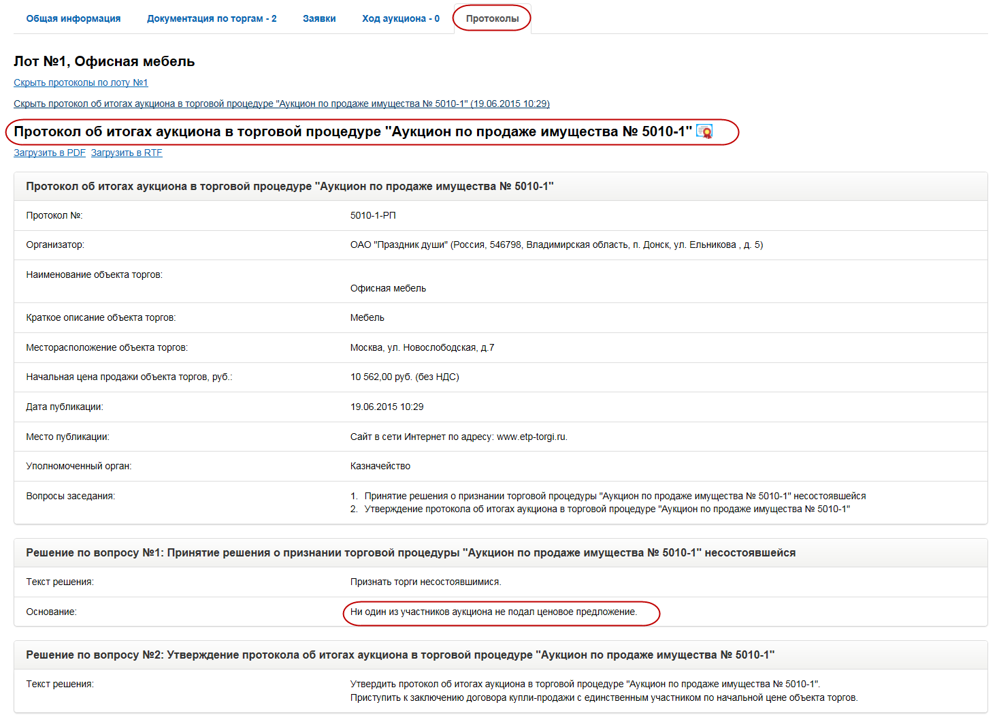 Общая информация Документация по торгам - 2 Заявки Ход аукциона - 0 Протоколы
Лот №1, Офисная мебель
Скрыть протоколы по лоту №1
Скрыть протокол об итогах аукциона в торговой процедуре "Аукцион по продаже имущества № 5010-1" (19.06.2015 10:29)
Протокол об итогах аукциона в торговой процедуре "Аукцион по продаже имущества № 5010-1"
Загрузить в PDF Загрузить в RTF
Протокол об итогах аукциона в торговой процедуре "Аукцион по продаже имущества № 5010-1"
Протокол №: 5010-1-РП
Организатор: ОАО "Праздник души" (Россия, 546798, Владимирская область, п. Донск, ул. Ельникова , д. 5)
Наименование объекта торгов:
Офисная мебель
Краткое описание объекта торгов: Мебель
Месторасположение объекта торгов: Москва, ул. Новослободская, д.7
Начальная цена продажи объекта торгов, руб.: 10 562,00 руб. (без НДС)
Дата публикации: 19.06.2015 10:29
Место публикации: Сайт в сети Интернет по адресу: www.etp-torgi.ru.
Уполномоченный орган: Казначейство
Вопросы заседания: 1. Принятие решения о признании торговой процедуры "Аукцион по продаже имущества № 5010-1" несостоявшейся
2. Утверждение протокола об итогах аукциона в торговой процедуре "Аукцион по продаже имущества № 5010-1"
Решение по вопросу №1: Принятие решения о признании торговой процедуры "Аукцион по продаже имущества № 5010-1" несостоявшейся
Текст решения: Признать торги несостоявшимися.
Основание: Ни один из участников аукциона не подал ценовое предложение.
Решение по вопросу №2: Утверждение протокола об итогах аукциона в торговой процедуре "Аукцион по продаже имущества № 5010-1"
Текст решения: Утвердить протокол об итогах аукциона в торговой процедуре "Аукцион по продаже имущества № 5010-1".
Приступить к заключению договора купли-продажи с единственным участником по начальной цене объекта торгов.